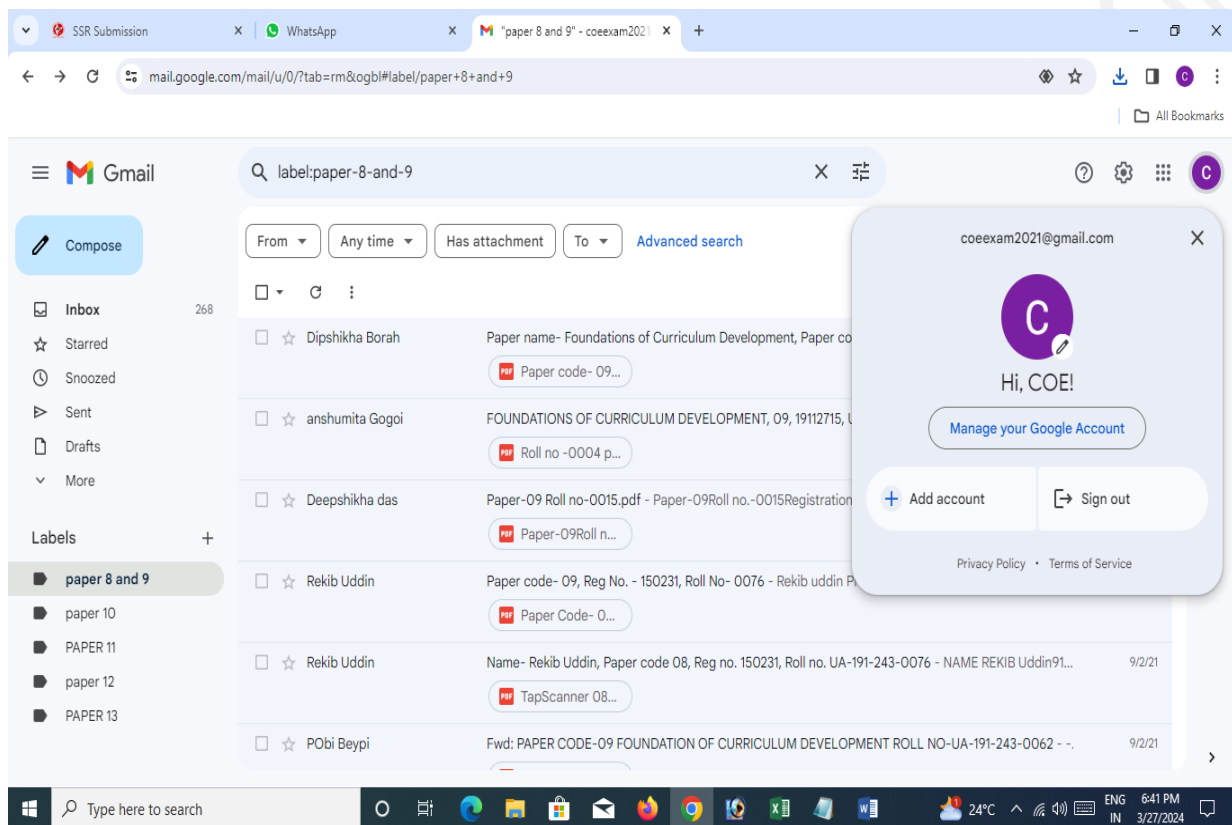 SSR Submission
WhatsApp
"paper 8 and 9" - coeexam2021
mail.google.com/mail/u/0/?tab=rm&ogbl#label/paper+8+and+9
C
All Bookmarks
Gmail
label:paper-8-and-9
C
Compose
From
Any time
Has attachment
To
Advanced search
coeexam2021@gmail.com
C
Hi, COE!
Manage your Google Account
Add account
Sign out
Privacy Policy • Terms of Service
Inbox 268
Starred
Snoozed
Sent
Drafts
More
Labels +
paper 8 and 9
paper 10
PAPER 11
paper 12
PAPER 13
Dipshikha Borah Paper name- Foundations of Curriculum Development, Paper co
PDF Paper code- 09...
anshumita Gogoi FOUNDATIONS OF CURRICULUM DEVELOPMENT, 09, 19112715, U
PDF Roll no -0004 p...
Deepshikha das Paper-09 Roll no-0015.pdf - Paper-09Roll no.-0015Registration
PDF Paper-09Roll n...
Rekib Uddin Paper code- 09, Reg No. - 150231, Roll No- 0076 - Rekib uddin
PDF Paper Code- 0...
Rekib Uddin Name- Rekib Uddin, Paper code 08, Reg no. 150231, Roll no. UA-191-243-0076 - NAME REKIB Uddin91... 9/2/21
PDF TapScanner 08...
PObi Beypi Fwd: PAPER CODE-09 FOUNDATION OF CURRICULUM DEVELOPMENT ROLL NO-UA-191-243-0062 - -. 9/2/21
Type here to search
24°C
ENG 6:41 PM
IN 3/27/2024